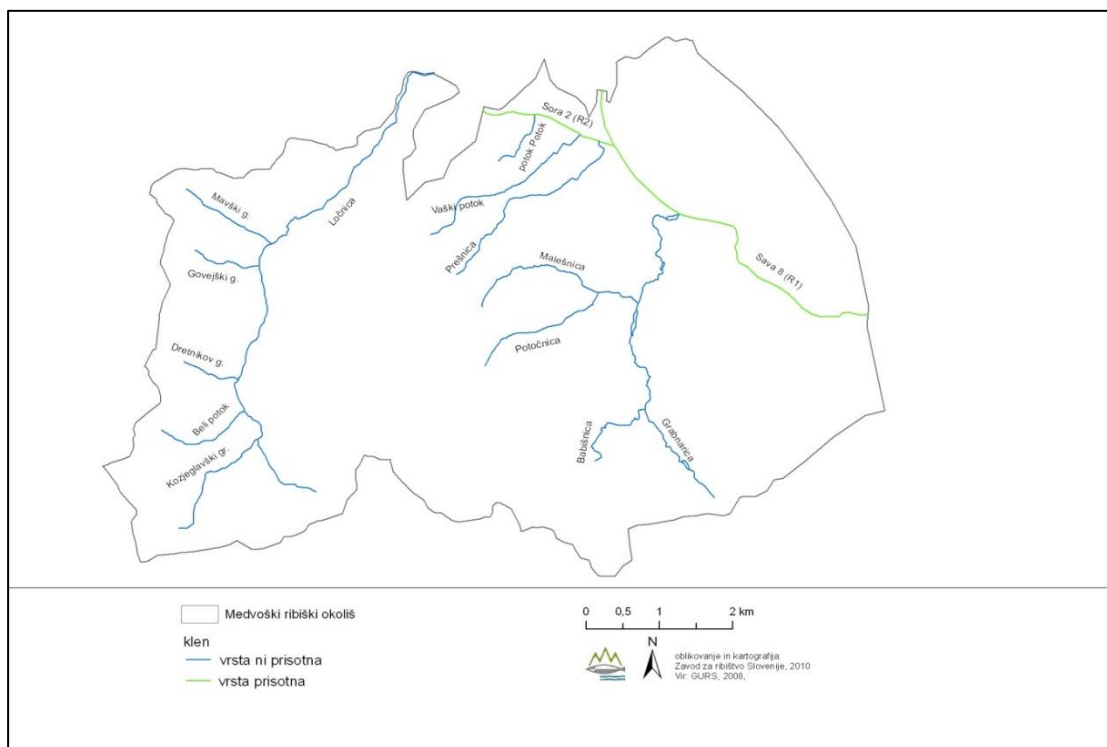 Sora 2 (R2)
potok Potok
Mavški g.
Ločnica
Vaški potok
Govejški g.
Prešnica
Malešnica
Sava 8 (R1)
Potočnica
Dretnikov g.
Beli potok
Babišnica
Grabnarica
Kozjeglavški gr.
Medvoški ribiški okoliš
klen
vrsta ni prisotna
vrsta prisotna
0 0,5 1 2 km
N
oblikovanje in kartografija:
Zavod za ribištvo Slovenije, 2010
Vir: GURS, 2008,